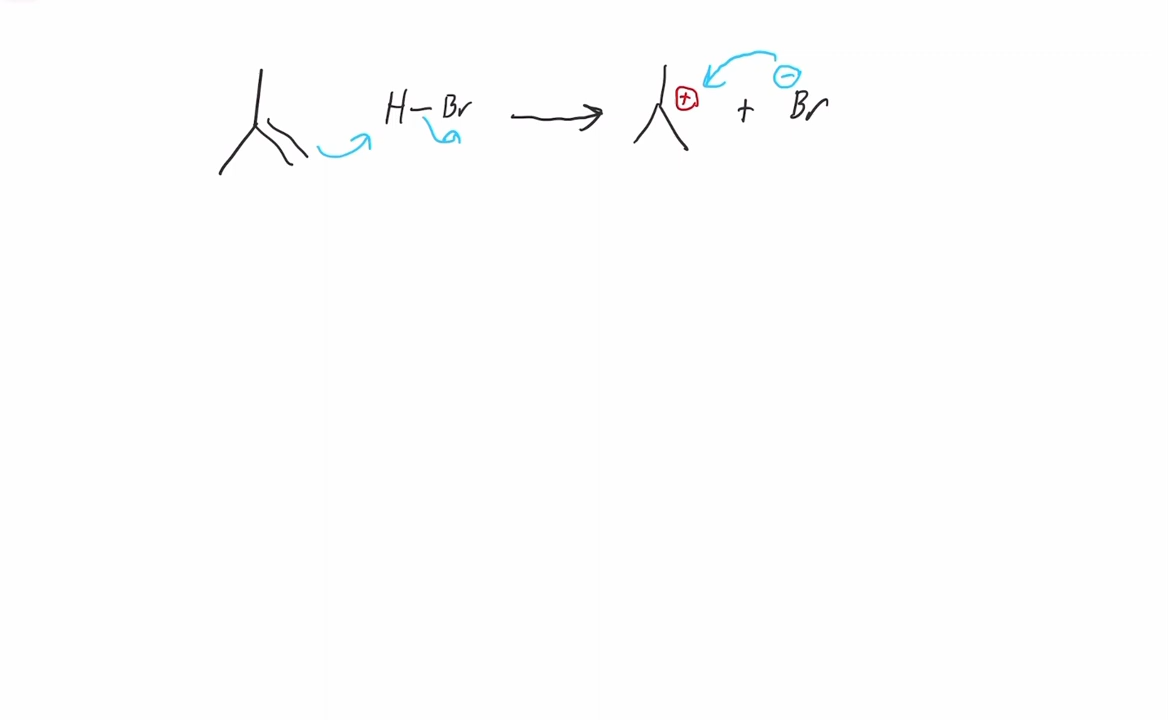 H–Br ⟶ ⊕ + ⊖Br